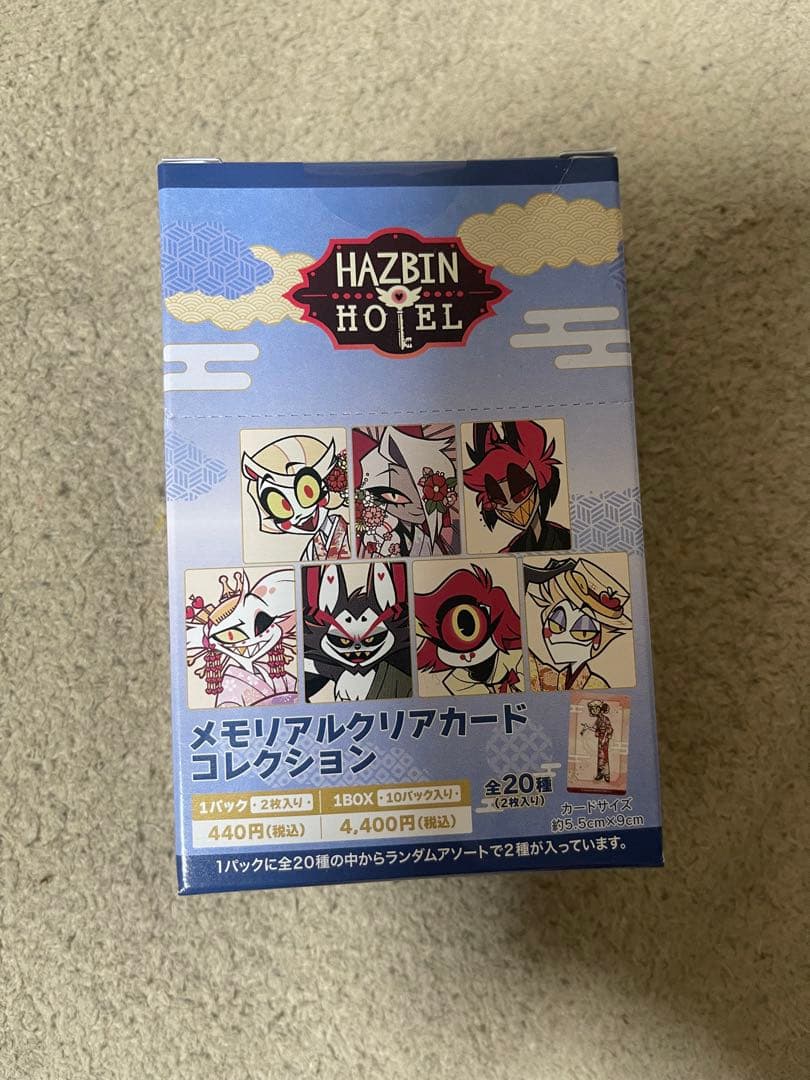 HAZBIN
HOTEL
メモリアルクリアカード
コレクション
1パック・2枚入り・
1BOX・10パック入り・
440円(税込)
4,400円(税込)
全20種
(2枚入り)
カードサイズ
約5.5cm×9cm
1パックに全20種の中からランダムアソートで2種が入っています。